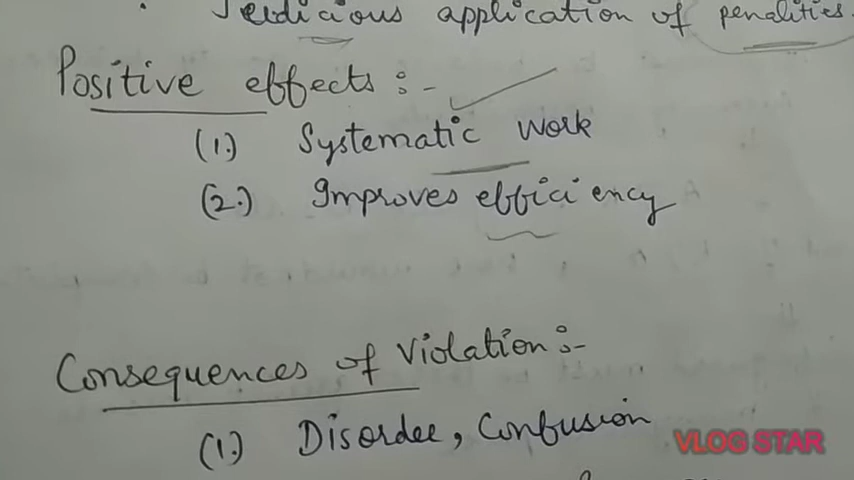 Judicious application of penalities.
Positive effects :-
(1.) Systematic work
(2.) Improves efficiency
Consequences of Violation :-
(1.) Disorder, Confusion
VLOG STAR